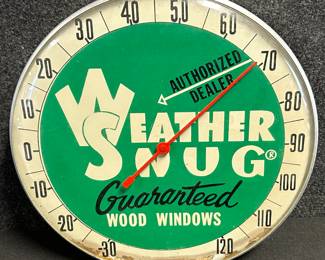 AUTHORIZED
DEALER
WEATHER
SNUG®
Guaranteed
WOOD WINDOWS
-30
-20
-10
0
10
20
30
40
50
60
70
80
90
100
110
120